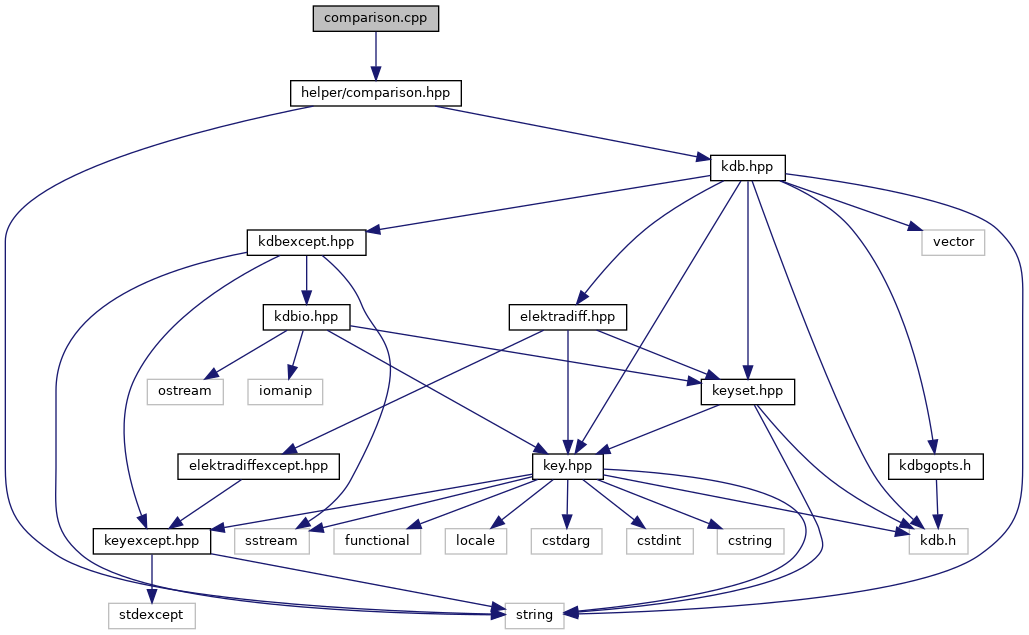 comparison.cpp
helper/comparison.hpp
kdb.hpp
kdbexcept.hpp
vector
kdbio.hpp
elektradiff.hpp
ostream
iomanip
keyset.hpp
elektradiffexcept.hpp
key.hpp
kdbgopts.h
keyexcept.hpp
sstream
functional
locale
cstdarg
cstdint
cstring
kdb.h
stdexcept
string